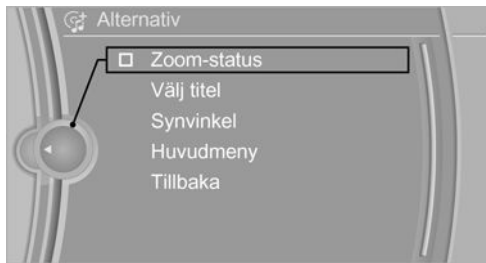 Alternativ
Zoom-status
Välj titel
Synvinkel
Huvudmeny
Tillbaka